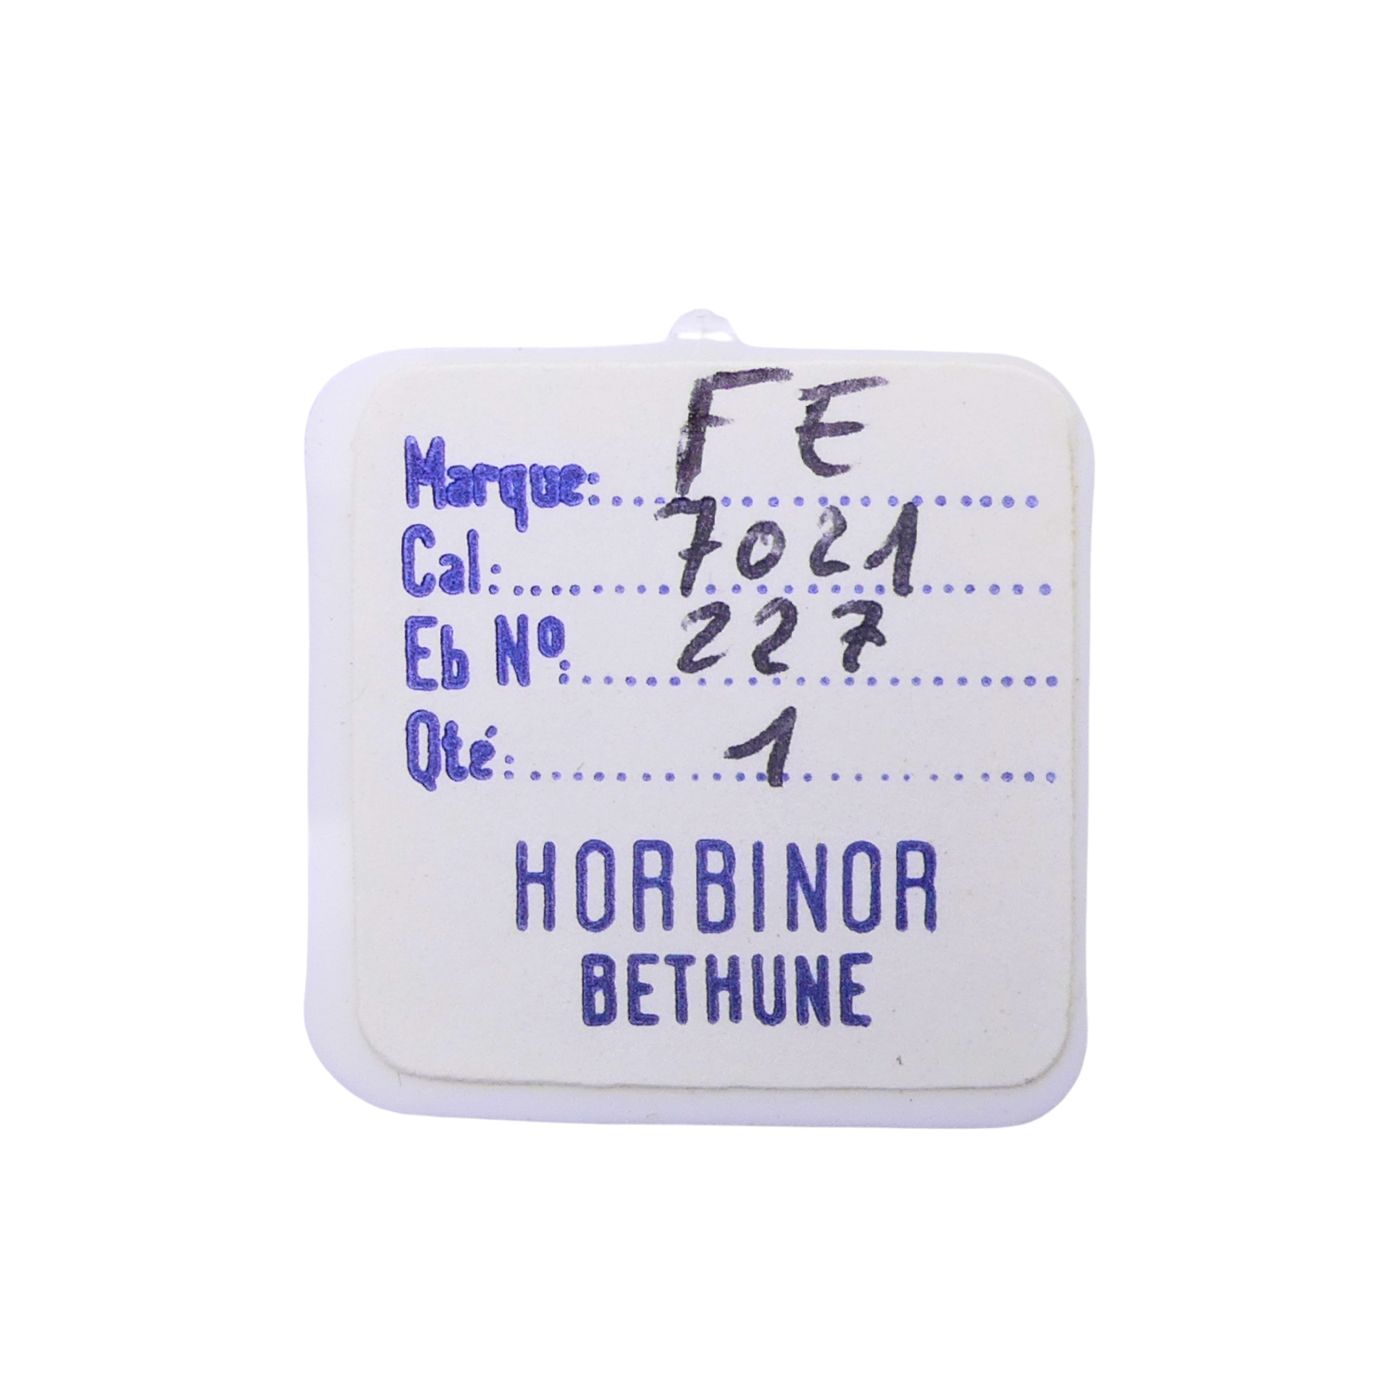 Marque: FE
Cal: 7021
Eb Nº: 227
Qté: 1
HORBINOR
BETHUNE